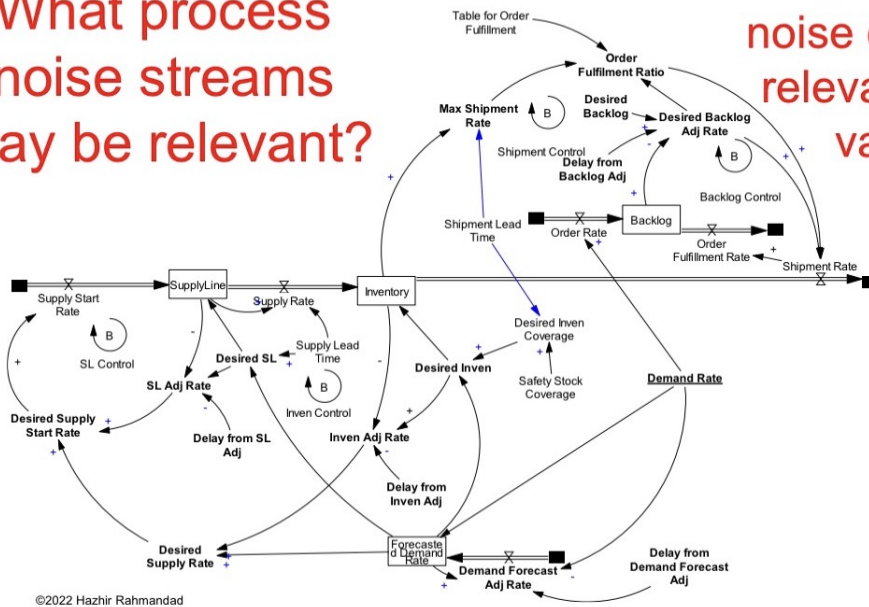 What process
noise streams
ay be relevant?
noise
releva
va
Table for Order
Fulfillment
Order
Fulfilment Ratio
Max Shipment
Rate
B
Desired
Backlog
Desired Backlog
Adj Rate
Shipment Control
Delay from
Backlog Adj
B
Backlog Control
Shipment Lead
Time
Order Rate
Backlog
Order
Fulfillment Rate
Shipment Rate
SupplyLine
Supply Start
Rate
Supply Rate
Inventory
B
SL Control
Desired SL
Supply Lead
Time
Desired Inven
Coverage
SL Adj Rate
B
Inven Control
Desired Inven
Safety Stock
Coverage
Demand Rate
Desired Supply
Start Rate
Delay from SL
Adj
Inven Adj Rate
Delay from
Inven Adj
Desired
Supply Rate
Forecaste
d Demand
Rate
Demand Forecast
Adj Rate
Delay from
Demand Forecast
Adj
©2022 Hazhir Rahmandad